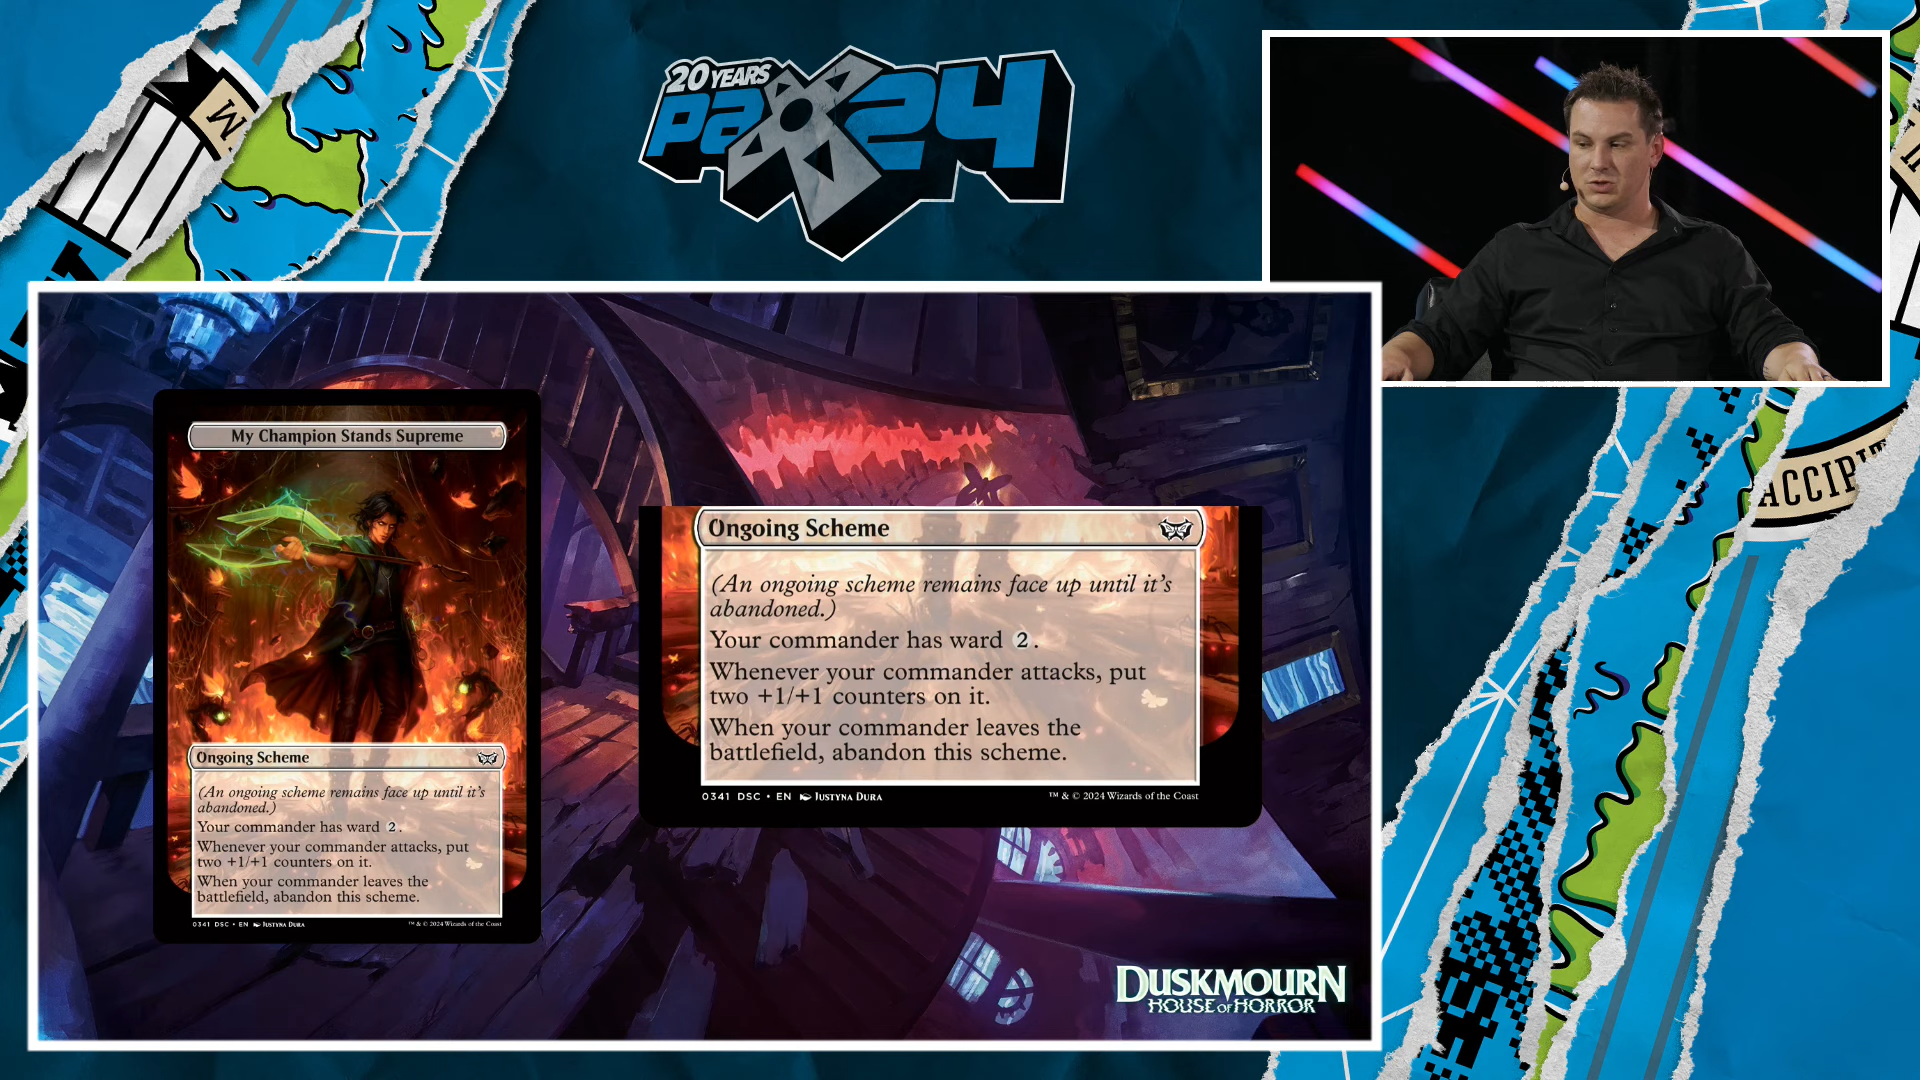 20 YEARS
PAX 24
My Champion Stands Supreme
Ongoing Scheme
(An ongoing scheme remains face up until it's
abandoned.)
Your commander has ward 2.
Whenever your commander attacks, put
two +1/+1 counters on it.
When your commander leaves the
battlefield, abandon this scheme.
0341 DSC • EN JUSTYNA DURA
™ & © 2024 Wizards of the Coast
Ongoing Scheme
(An ongoing scheme remains face up until it's
abandoned.)
Your commander has ward 2.
Whenever your commander attacks, put
two +1/+1 counters on it.
When your commander leaves the
battlefield, abandon this scheme.
0341 DSC • EN JUSTYNA DURA
™ & © 2024 Wizards of the Coast
DUSKMOURN
HOUSE OF HORROR